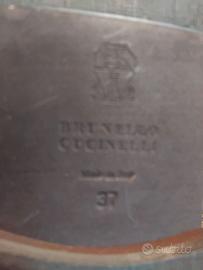 BRUNELLO
CUCINELLI
Made in Italy
37
subito